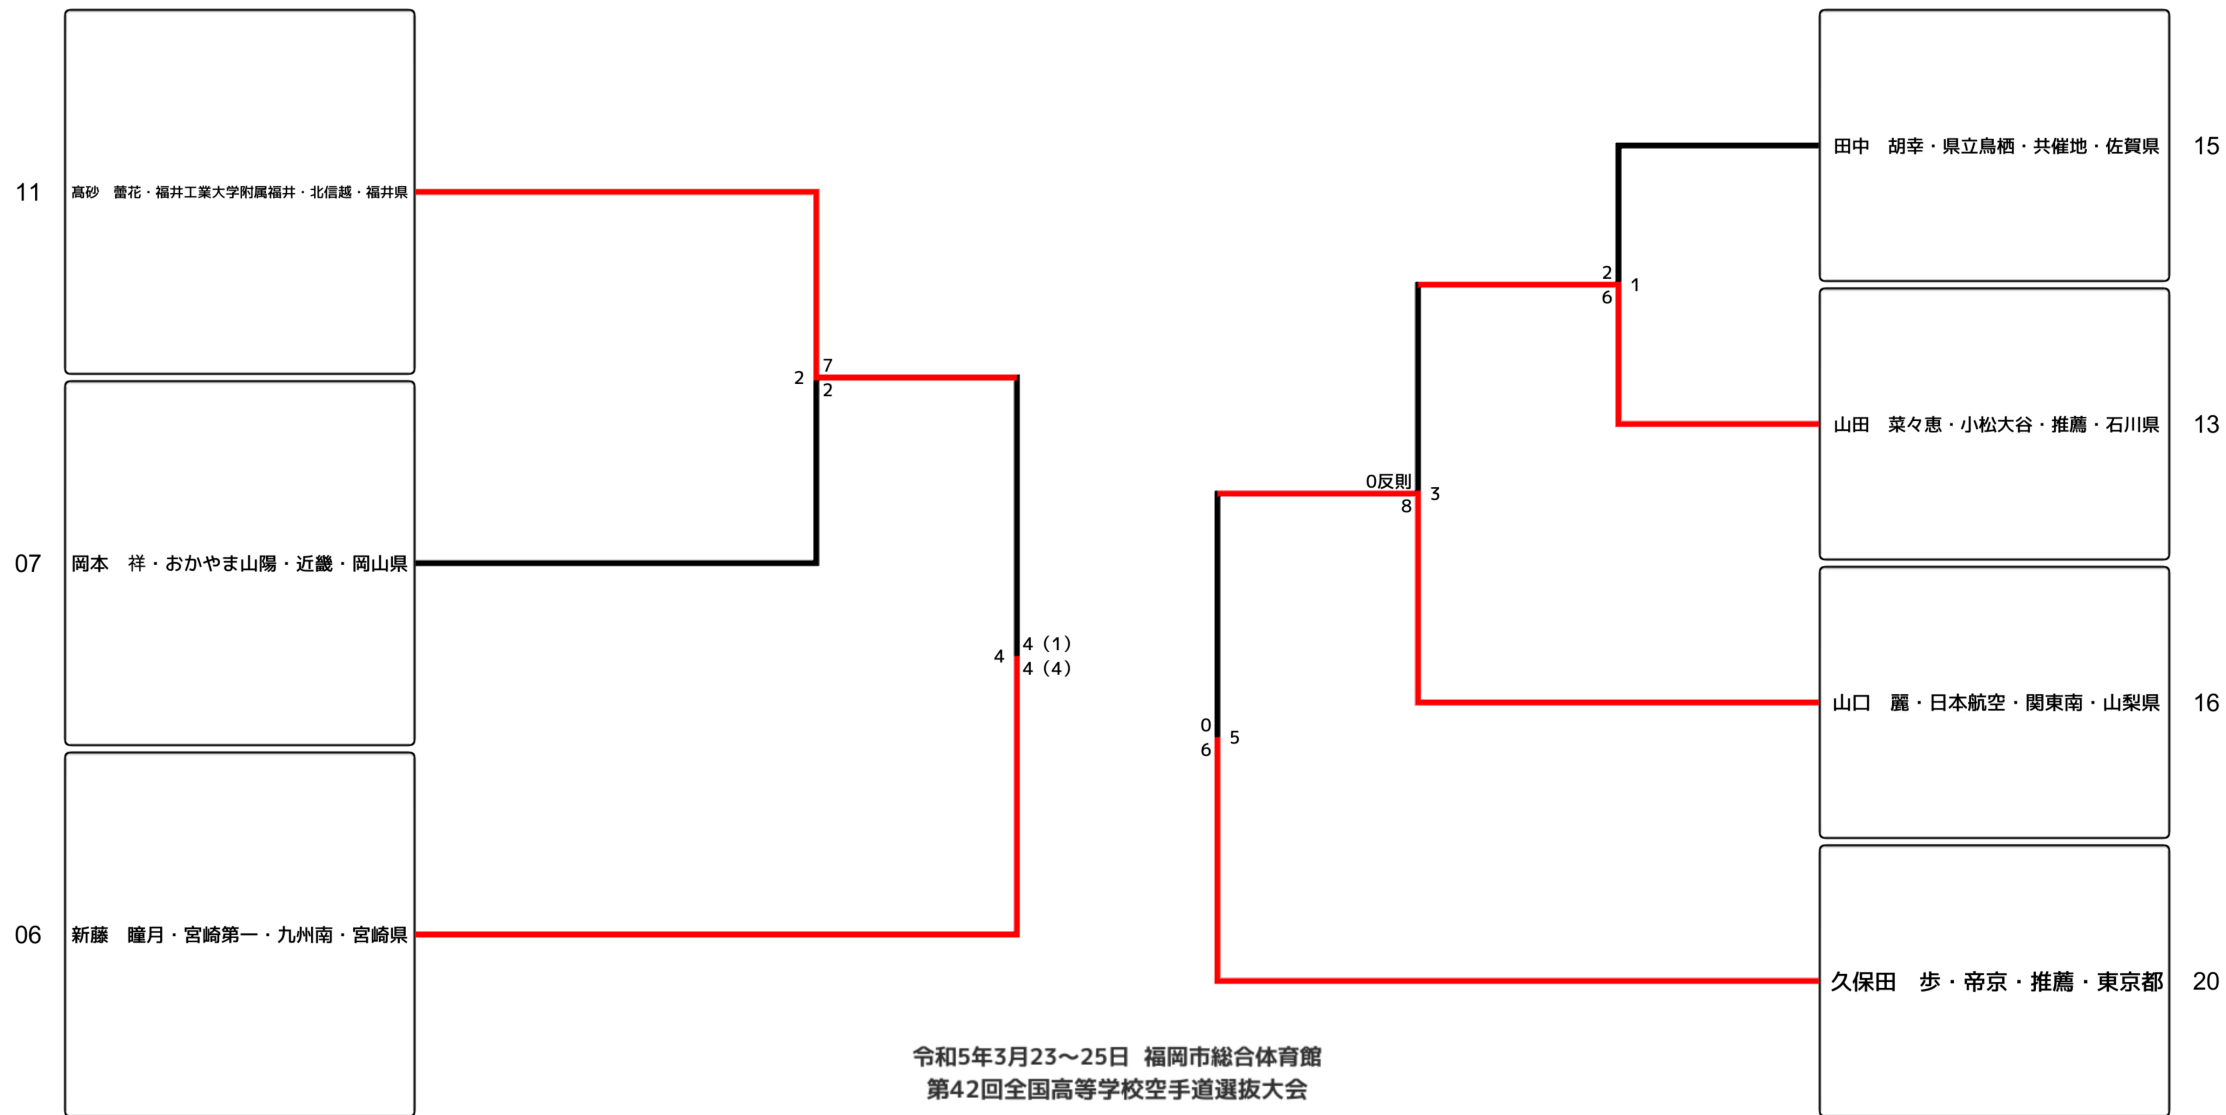 11
髙砂　蕾花・福井工業大学附属福井・北信越・福井県
07
岡本　祥・おかやま山陽・近畿・岡山県
06
新藤　瞳月・宮崎第一・九州南・宮崎県
7
2
2
4（1）
4
4（4）
田中　胡幸・県立鳥栖・共催地・佐賀県
15
山田　菜々恵・小松大谷・推薦・石川県
13
山口　麗・日本航空・関東南・山梨県
16
久保田　歩・帝京・推薦・東京都
20
2
1
6
0反則
3
8
0
5
6
令和5年3月23～25日 福岡市総合体育館
第42回全国高等学校空手道選抜大会